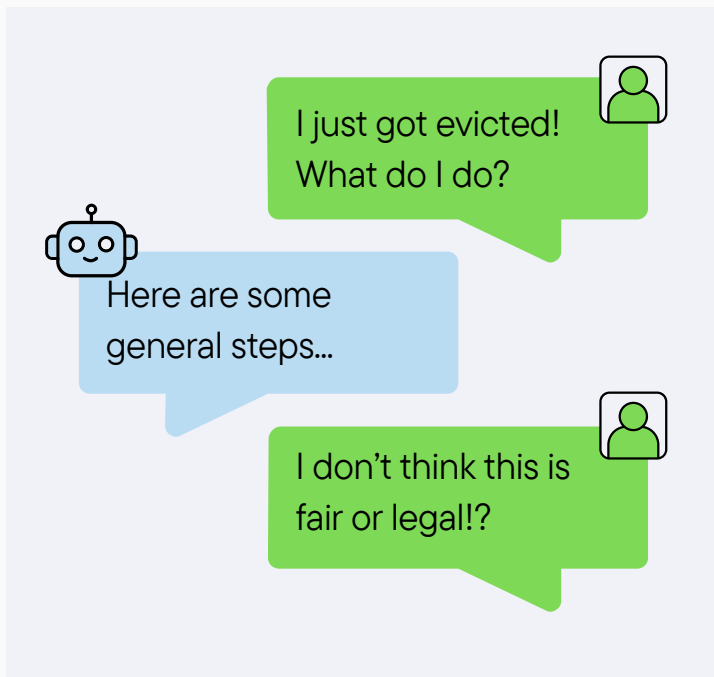 I just got evicted!
What do I do?
Here are some
general steps...
I don’t think this is
fair or legal!?